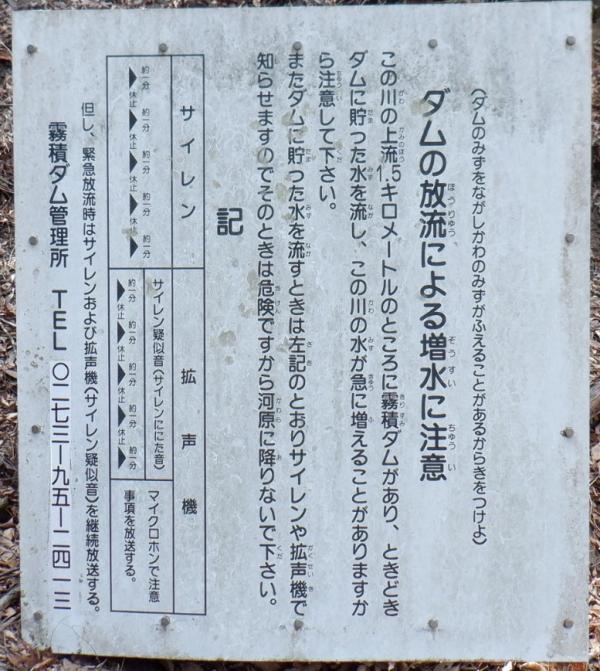 （ダムのみずをながしかわのみずがふえることがあるからきをつけよ）
ダムの放流による増水に注意
この川の上流1.5キロメートルのところに霧積ダムがあり、ときどき
ダムに貯った水を流し、この川の水が急に増えることがありますか
ら注意して下さい。
またダムに貯った水を流すときは左記のとおりサイレンや拡声機で
知らせますのでそのときは危険ですから河原に降りないで下さい。
記
サイレン
拡声機
約一分 休止 約一分 休止 約一分 休止 約一分 休止 約一分
サイレン疑似音（サイレンににた音）
約一分 休止 約一分 休止 約一分 休止 約一分 休止 約一分
マイクロホンで注意
事項を放送する。
但し、緊急放流時はサイレンおよび拡声機（サイレン疑似音）を継続放送する。
霧積ダム管理所 TEL 〇二七三ー九五ー二四一三